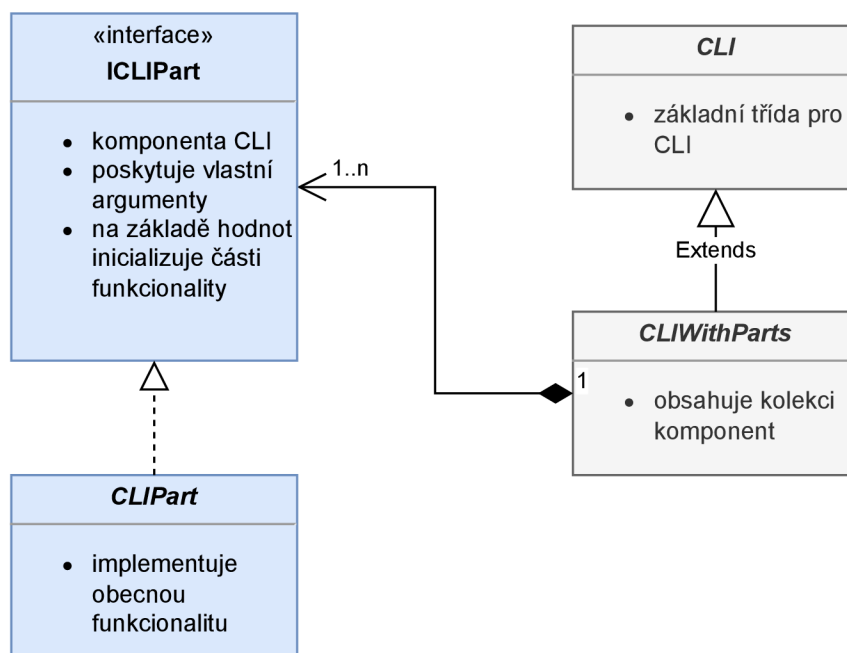 «interface»
ICLIPart
• komponenta CLI
• poskytuje vlastní
argumenty
• na základě hodnot
inicializuje části
funkcionality
1..n
CLI
• základní třída pro
CLI
Extends
CLIWithParts
1
• obsahuje kolekci
komponent
CLIPart
• implementuje
obecnou
funkcionalitu